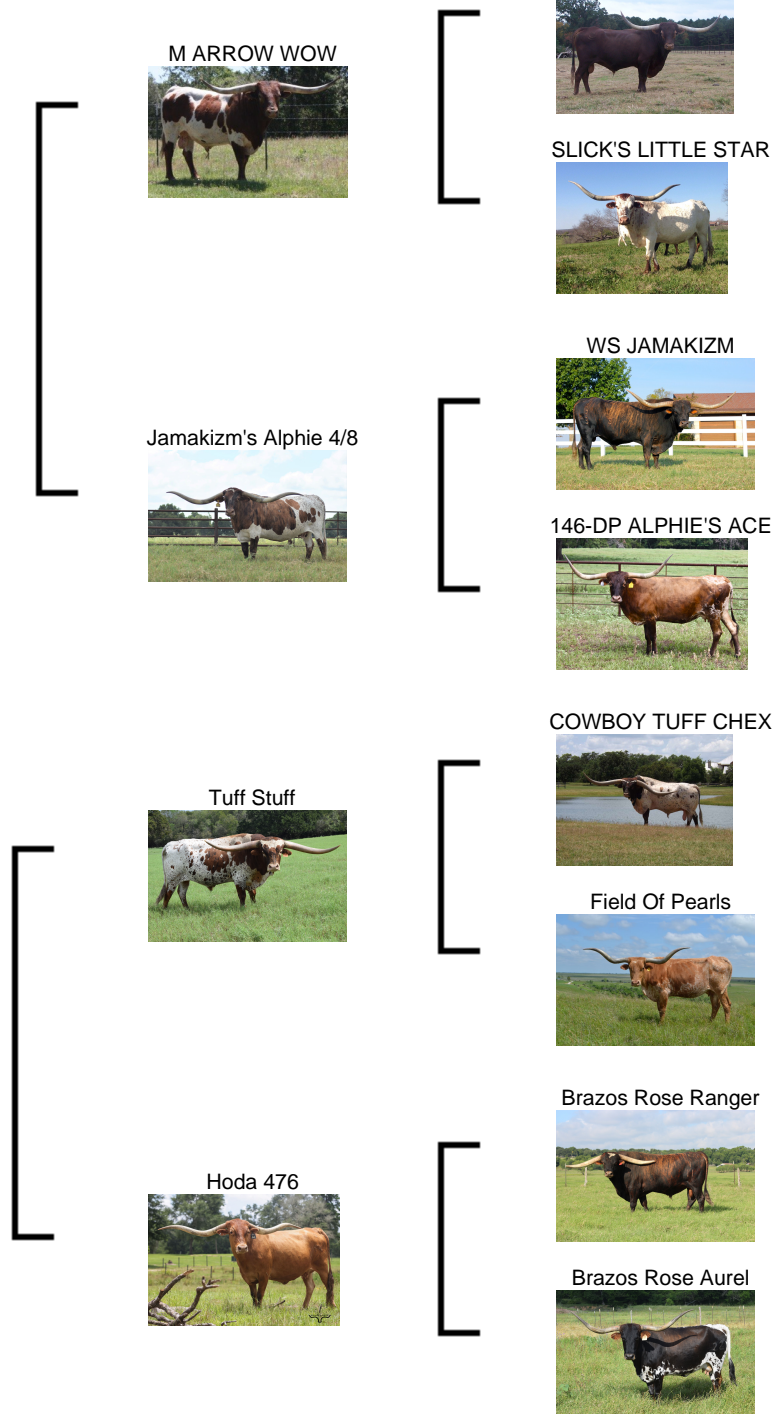 M ARROW WOW
SLICK'S LITTLE STAR
WS JAMAKIZM
Jamakizm's Alphie 4/8
146-DP ALPHIE'S ACE
COWBOY TUFF CHEX
Tuff Stuff
Field Of Pearls
Brazos Rose Ranger
Hoda 476
Brazos Rose Aurel